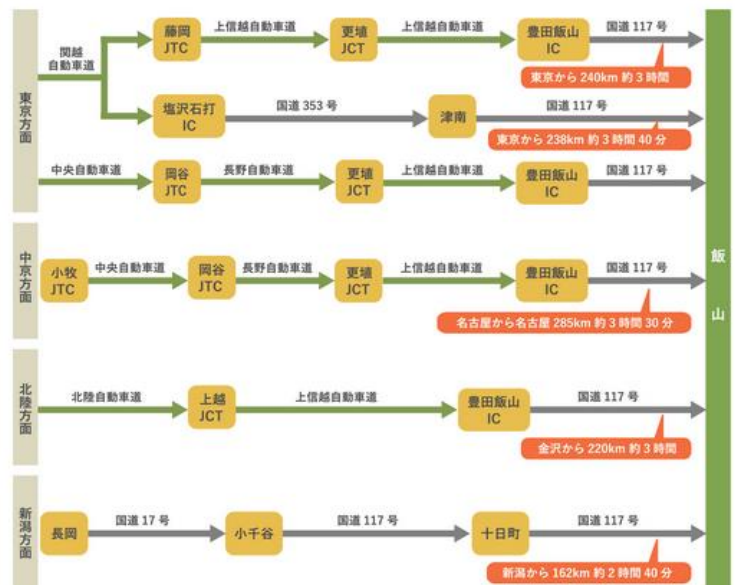 東京方面
関越
自動車道
藤岡
JTC
上信越自動車道
更埴
JCT
上信越自動車道
豊田飯山
IC
国道 117 号
東京から 240km 約 3 時間
塩沢石打
IC
国道 353 号
津南
国道 117 号
東京から 238km 約 3 時間 40 分
中央自動車道
岡谷
JTC
長野自動車道
更埴
JCT
上信越自動車道
豊田飯山
IC
国道 117 号
中京方面
小牧
JTC
中央自動車道
岡谷
JTC
長野自動車道
更埴
JCT
上信越自動車道
豊田飯山
IC
国道 117 号
名古屋から名古屋 285km 約 3 時間 30 分
北陸方面
北陸自動車道
上越
JCT
上信越自動車道
豊田飯山
IC
国道 117 号
金沢から 220km 約 3 時間
新潟方面
長岡
国道 17 号
小千谷
国道 117 号
十日町
国道 117 号
新潟から 162km 約 2 時間 40 分
飯山